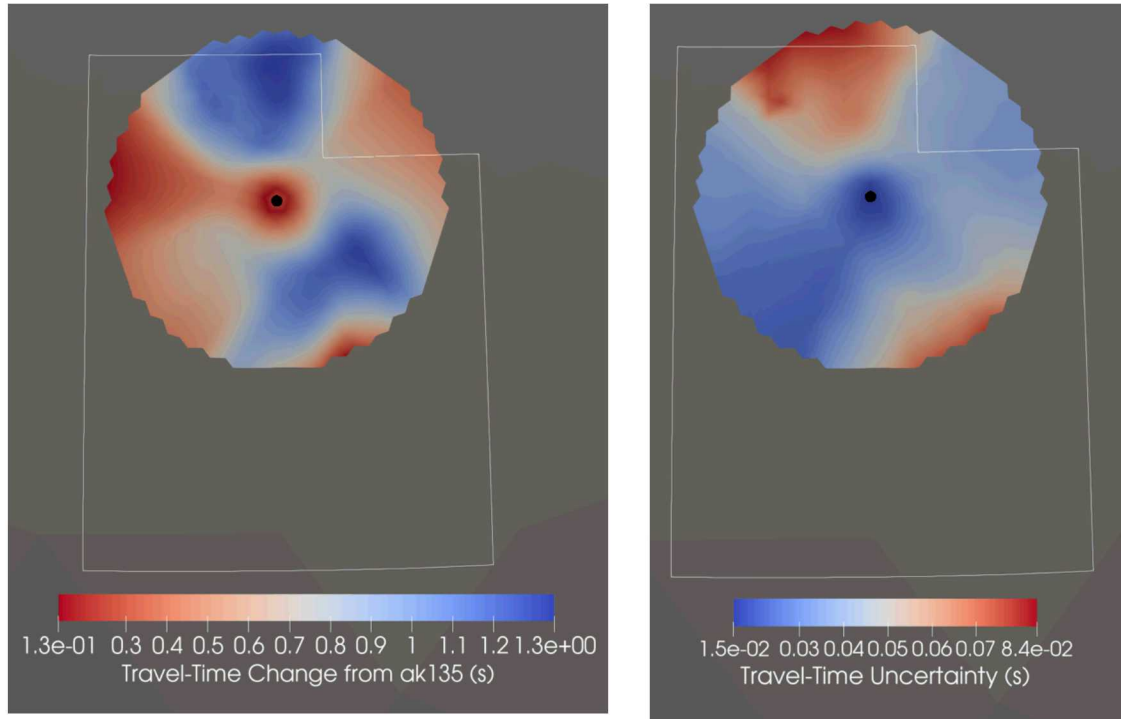 1.3e-01 0.3 0.4 0.5 0.6 0.7 0.8 0.9 1 1.1 1.2 1.3e+00
Travel-Time Change from ak135 (s)
1.5e-02 0.03 0.04 0.05 0.06 0.07 8.4e-02
Travel-Time Uncertainty (s)